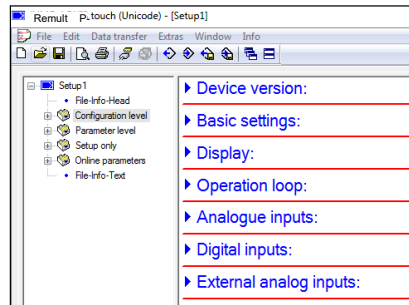 Remult P touch (Unicode) - [Setup1]
File Edit Data transfer Extras Window Info
Setup1
File-Info-Head
Configuration level
Parameter level
Setup only
Online parameters
File-Info-Text
Device version:
Basic settings:
Display:
Operation loop:
Analogue inputs:
Digital inputs:
External analog inputs: